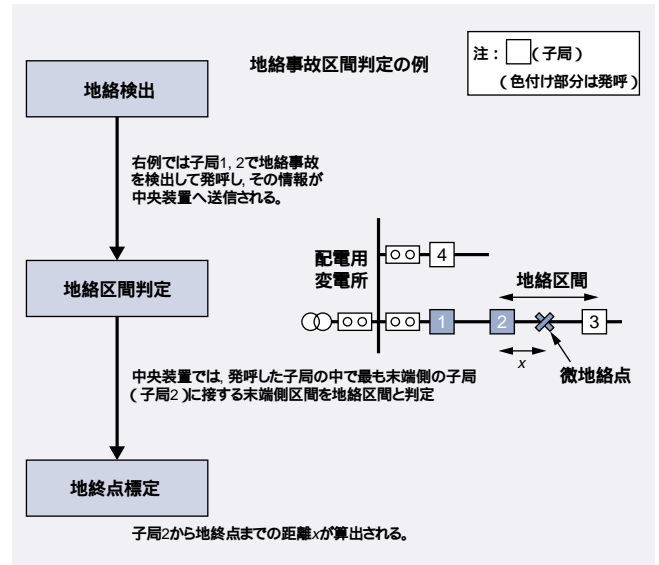 地絡事故区間判定の例
注：□(子局)
(色付け部分は発呼)
地絡検出
右例では子局1, 2で地絡事故
を検出して発呼し, その情報が
中央装置へ送信される。
配電用
変電所
4
地絡区間判定
地絡区間
1
2
3
x
微地絡点
中央装置では, 発呼した子局の中で最も末端側の子局
(子局2)に接する末端側区間を地絡区間と判定
地終点標定
子局2から地終点までの距離xが算出される。